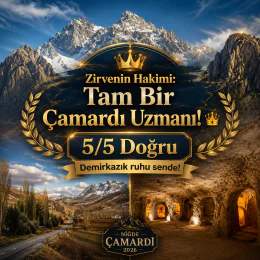 Zirvenin Hakimi:
Tam Bir
Çamardı Uzmanı!
5/5 Doğru
Demirkazık ruhu sende!
NİĞDE
ÇAMARDI
2026